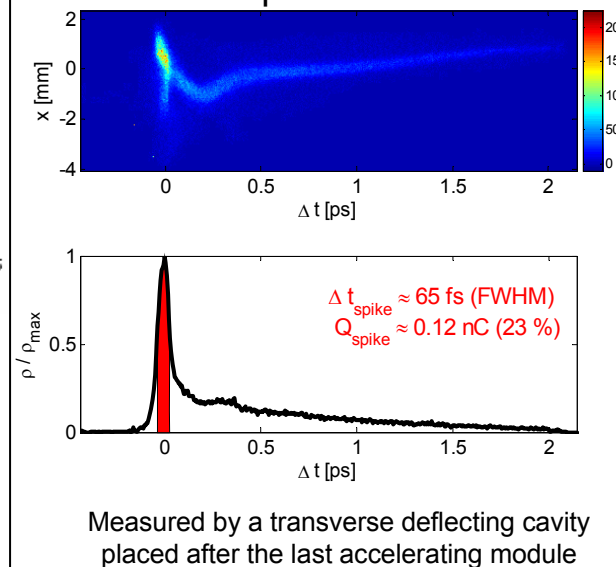 2
0
-2
-4
x [mm]
0 0.5 1 1.5 2
Δ t [ps]
0
1
0.5
0
ρ / ρmax
Δ tspike ≈ 65 fs (FWHM)
Qspike ≈ 0.12 nC (23 %)
0 0.5 1 1.5 2
Δ t [ps]
Measured by a transverse deflecting cavity
placed after the last accelerating module